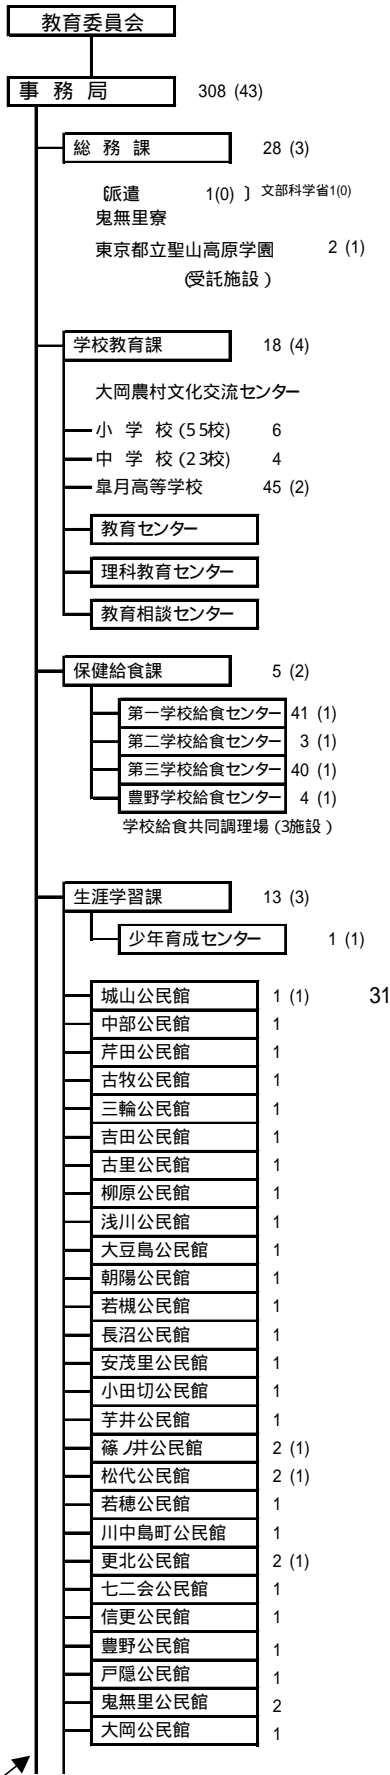 教育委員会
事務局 308 (43)
総務課 28 (3)
〔派遣 1(0) 〕 文部科学省1(0)
鬼無里寮
東京都立聖山高原学園 2 (1)
(受託施設)
学校教育課 18 (4)
大岡農村文化交流センター
小学校(55校) 6
中学校(23校) 4
皐月高等学校 45 (2)
教育センター
理科教育センター
教育相談センター
保健給食課 5 (2)
第一学校給食センター 41 (1)
第二学校給食センター 3 (1)
第三学校給食センター 40 (1)
豊野学校給食センター 4 (1)
学校給食共同調理場(3施設)
生涯学習課 13 (3)
少年育成センター 1 (1)
城山公民館 1 (1) 31
中部公民館 1
芹田公民館 1
古牧公民館 1
三輪公民館 1
吉田公民館 1
古里公民館 1
柳原公民館 1
浅川公民館 1
大豆島公民館 1
朝陽公民館 1
若槻公民館 1
長沼公民館 1
安茂里公民館 1
小田切公民館 1
芋井公民館 1
篠ノ井公民館 2 (1)
松代公民館 2 (1)
若穂公民館 1
川中島町公民館 1
更北公民館 2 (1)
七二会公民館 1
信更公民館 1
豊野公民館 1
戸隠公民館 1
鬼無里公民館 2
大岡公民館 1